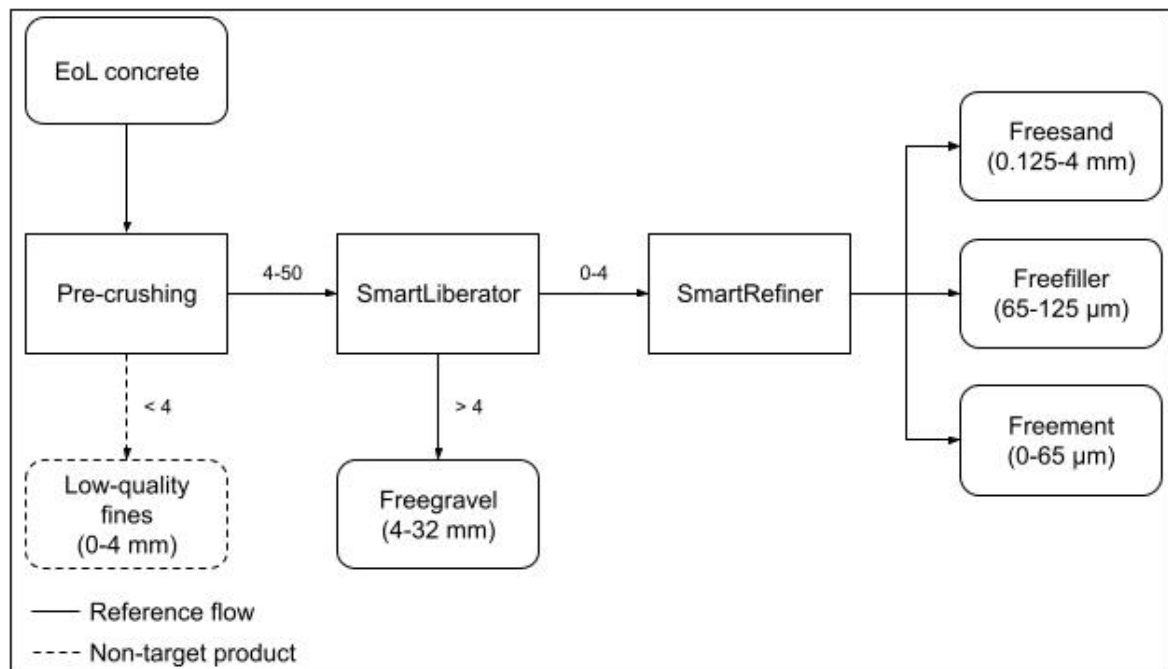 EoL concrete
Pre-crushing
4-50
SmartLiberator
0-4
SmartRefiner
Freesand
(0.125-4 mm)
Freefiller
(65-125 µm)
Freement
(0-65 µm)
< 4
> 4
Low-quality
fines
(0-4 mm)
Freegravel
(4-32 mm)
Reference flow
Non-target product